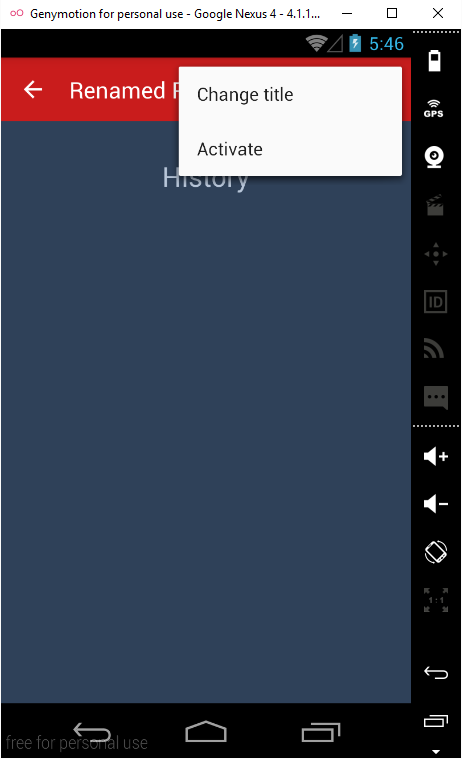 Genymotion for personal use - Google Nexus 4 - 4.1.1...
5:46
Renamed
Change title
Activate
History
GPS
ID
1:1
free for personal use